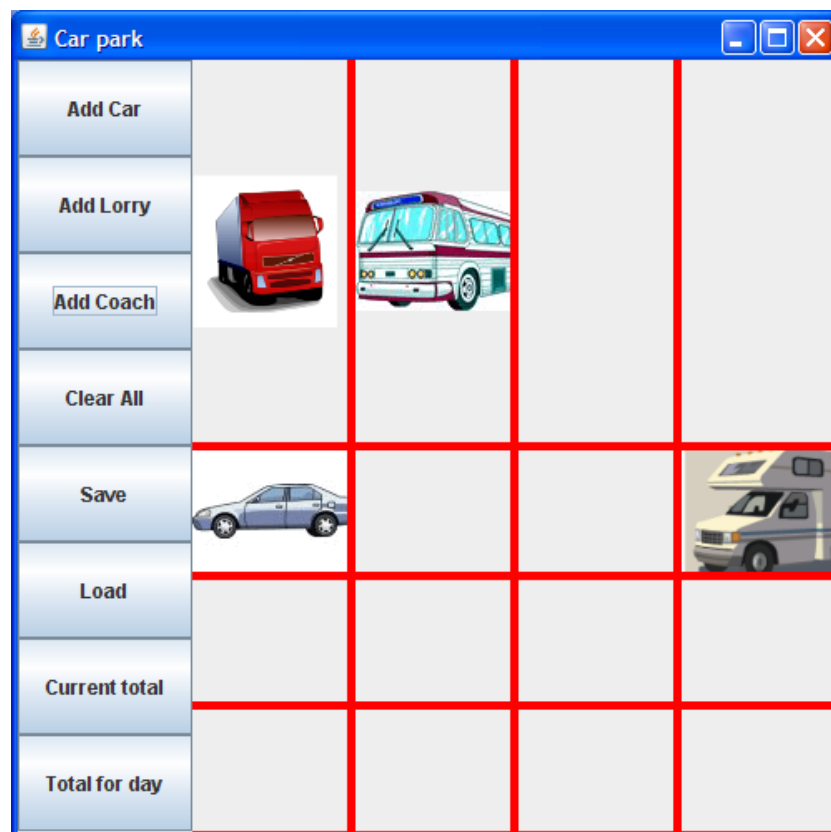 Car park
Add Car
Add Lorry
Add Coach
Clear All
Save
Load
Current total
Total for day